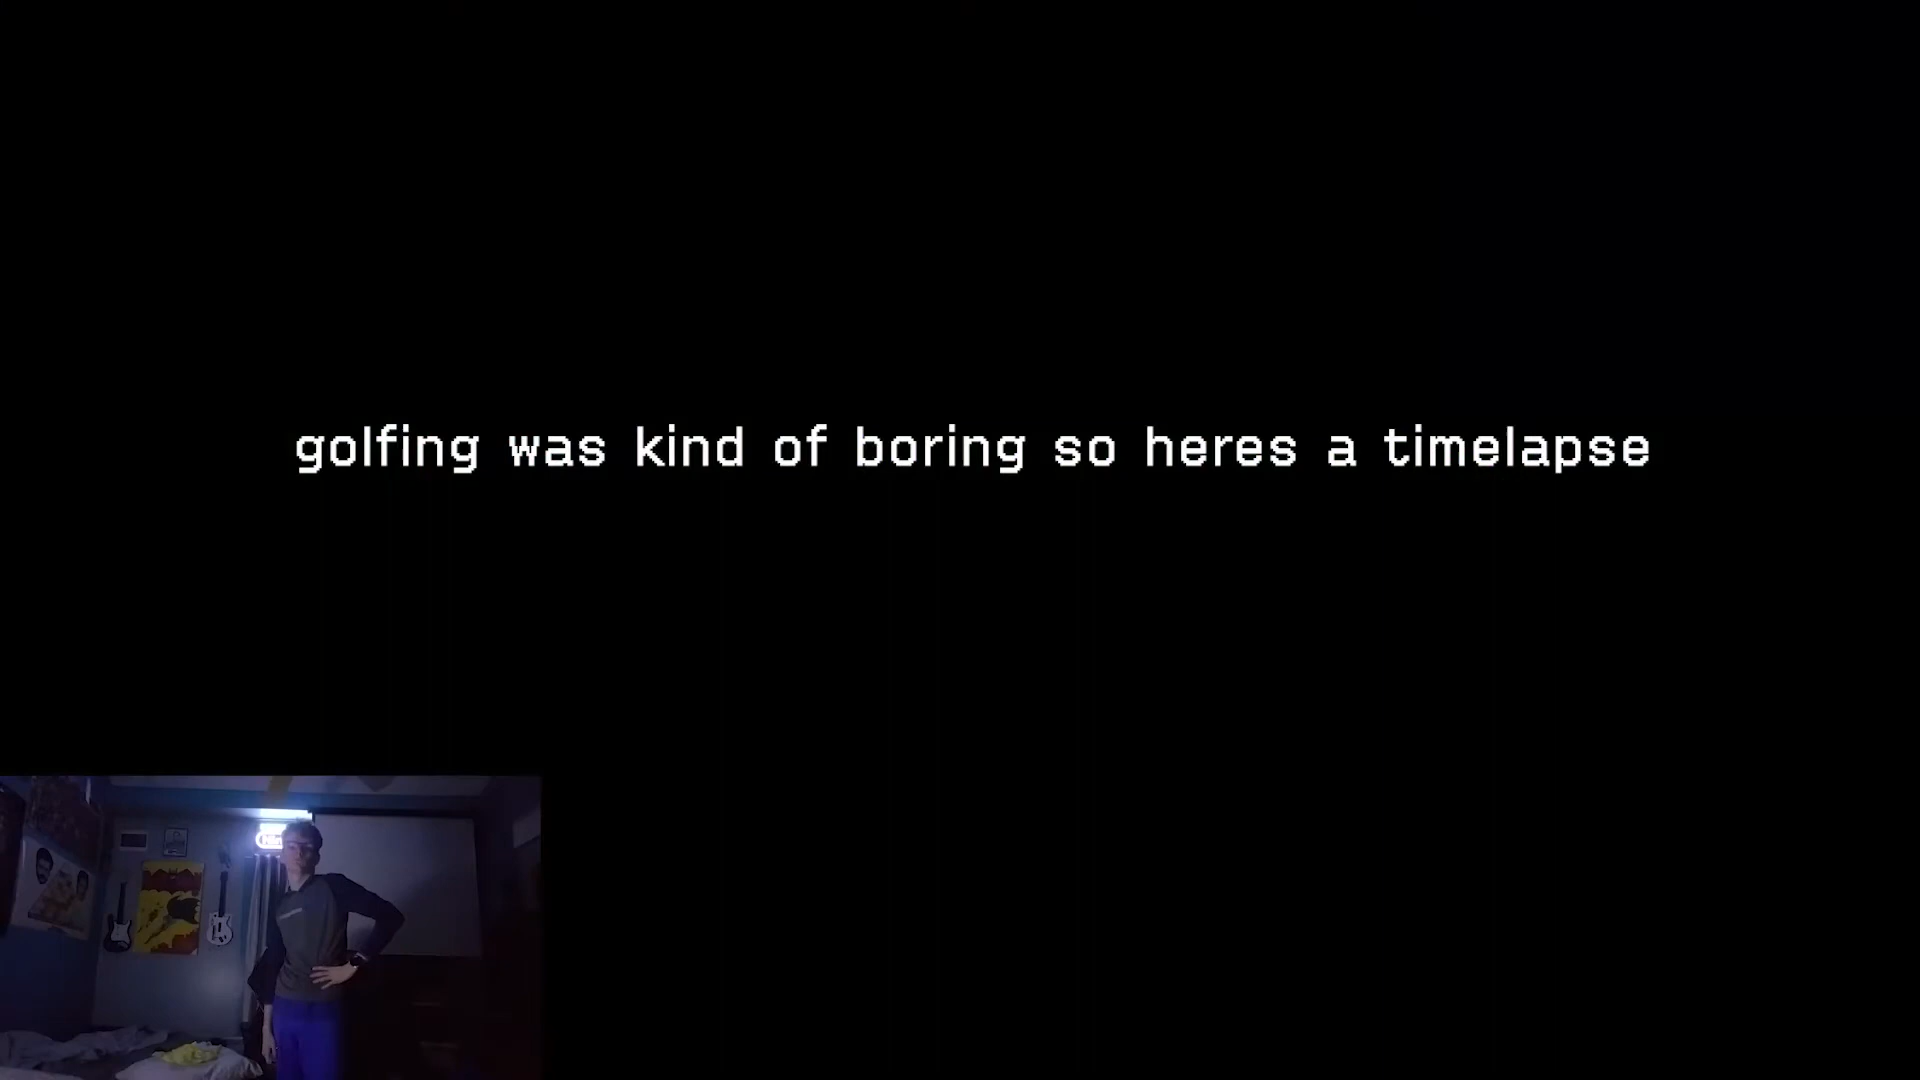 golfing was kind of boring so heres a timelapse